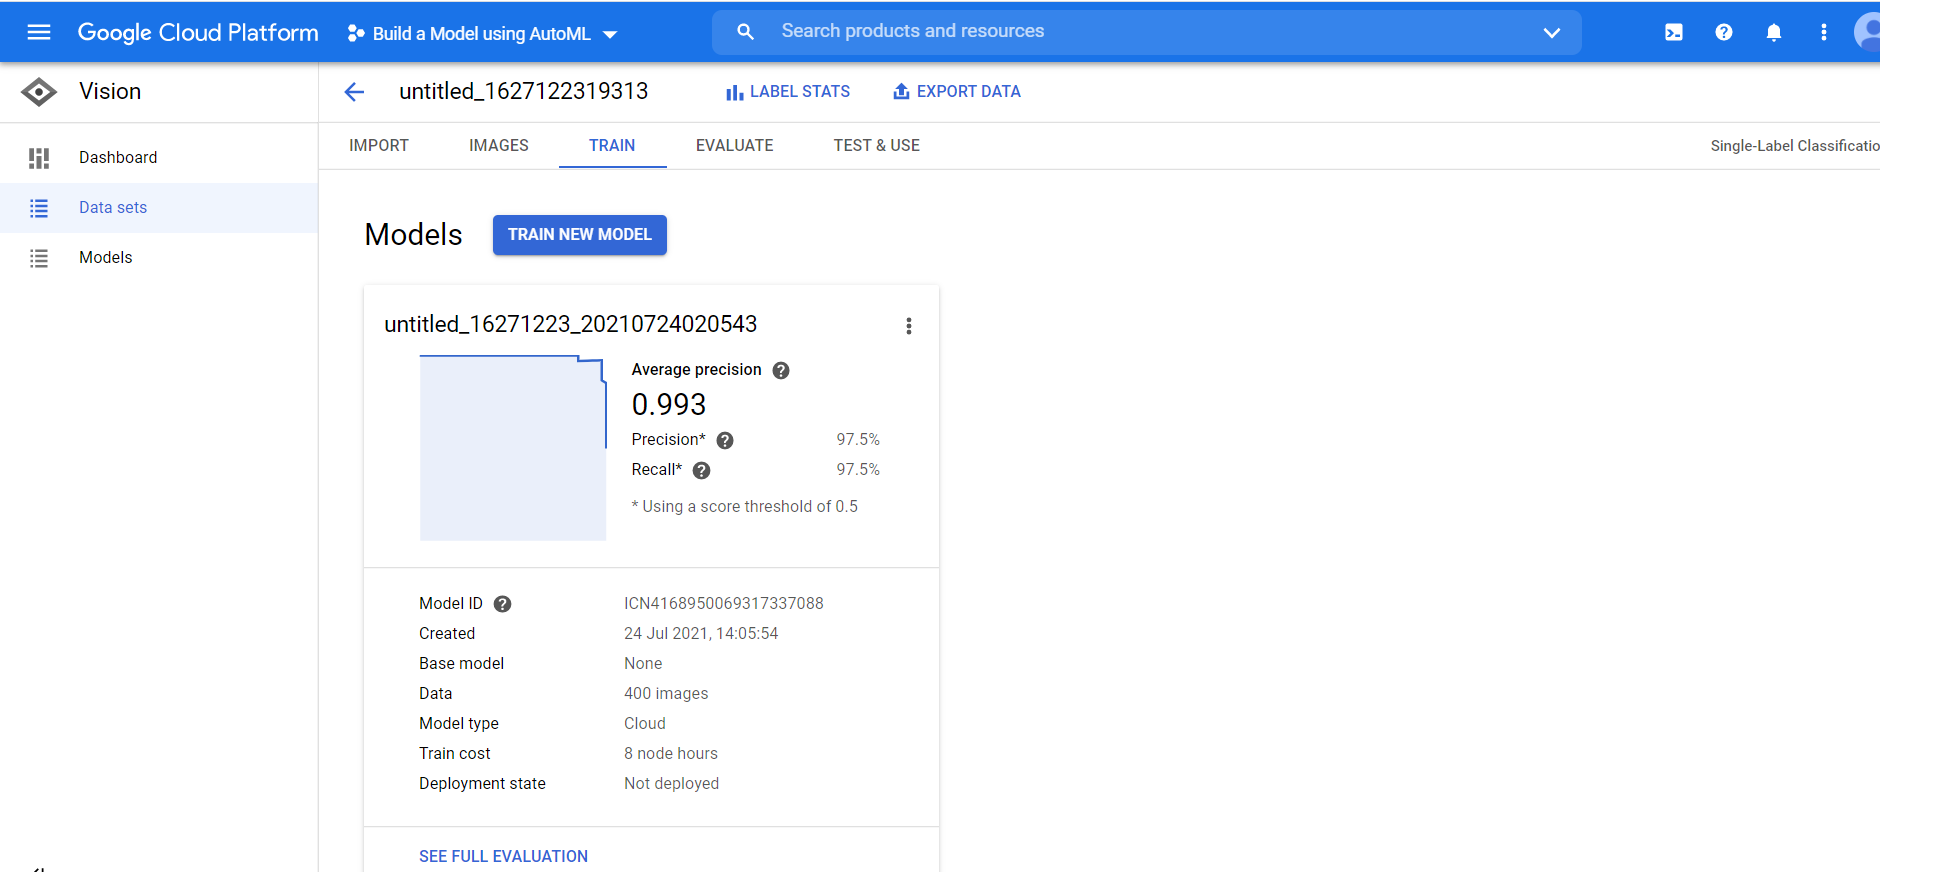 Google Cloud Platform
Build a Model using AutoML
Search products and resources
Vision
untitled_1627122319313
LABEL STATS
EXPORT DATA
Dashboard
Data sets
Models
IMPORT
IMAGES
TRAIN
EVALUATE
TEST & USE
Single-Label Classificatio
Models
TRAIN NEW MODEL
untitled_16271223_20210724020543
Average precision
0.993
Precision* 97.5%
Recall* 97.5%
* Using a score threshold of 0.5
Model ID ICN4168950069317337088
Created 24 Jul 2021, 14:05:54
Base model None
Data 400 images
Model type Cloud
Train cost 8 node hours
Deployment state Not deployed
SEE FULL EVALUATION